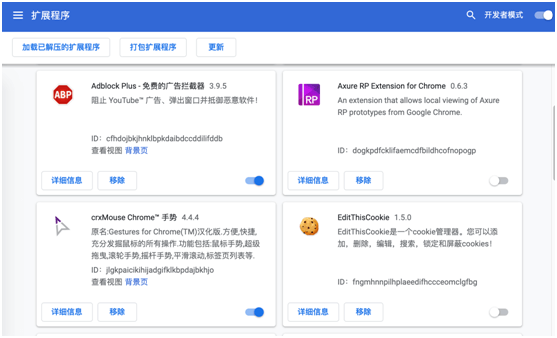 扩展程序
开发者模式
加载已解压的扩展程序 打包扩展程序 更新
ABP
Adblock Plus - 免费的广告拦截器 3.9.5
阻止 YouTube™ 广告、弹出窗口并抵御恶意软件！
ID： cfhdojbkjhnklbpkdaibdccddilifddb
查看视图 背景页
详细信息 移除
RP
Axure RP Extension for Chrome 0.6.3
An extension that allows local viewing of Axure
RP prototypes from Google Chrome.
ID： dogkpdfcklifaemcdfbildhcofnopogp
详细信息 移除
crxMouse Chrome™ 手势 4.4.4
原名:Gestures for Chrome(TM)汉化版.方便,快捷,
充分发掘鼠标的所有操作.功能包括:鼠标手势,超级
拖曳,滚轮手势,摇杆手势,平滑滚动,标签页列表等.
ID： jlgkpaicikihijadgifklkbpdajbkhjo
查看视图 背景页
详细信息 移除
EditThisCookie 1.5.0
EditThisCookie是一个cookie管理器。您可以添
加，删除，编辑，搜索，锁定和屏蔽cookies！
ID： fngmhnnpilhplaeedifhccceomclgfbg
详细信息 移除